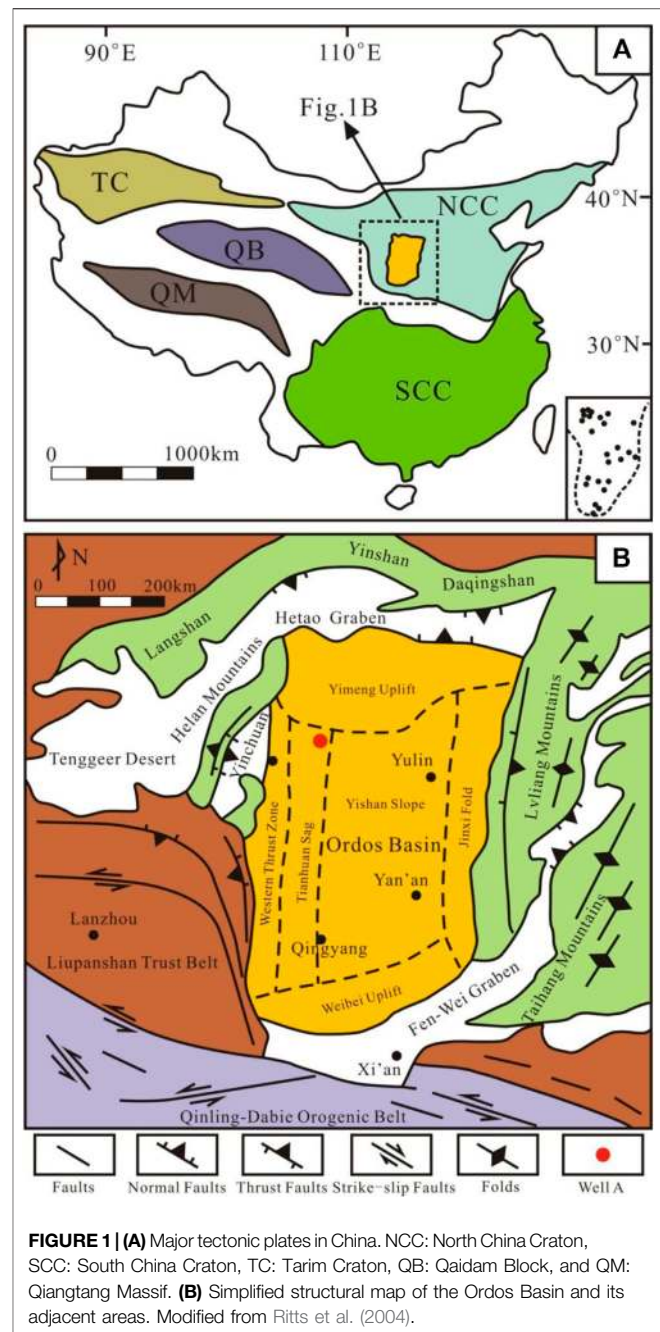 90°E 110°E
A
Fig.1B
TC
NCC
40°N
QB
QM
30°N
SCC
0 1000km
B
N
Yinshan
0 100 200km
Daqingshan
Langshan
Hetao Graben
Helan Mountains
Yimeng Uplift
Yinchuan
Tenggeer Desert
Yulin
Lvliang Mountains
Western Thrust Zone
Tianhuan Sag
Yishan Slope
Jinxi Fold
Ordos Basin
Yan'an
Lanzhou
Qingyang
Liupanshan Trust Belt
Taihang Mountains
Weibei Uplift
Fen-Wei Graben
Xi'an
Qinling-Dabie Orogenic Belt
Faults Normal Faults Thrust Faults Strike-slip Faults Folds Well A
FIGURE 1 | (A) Major tectonic plates in China. NCC: North China Craton,
SCC: South China Craton, TC: Tarim Craton, QB: Qaidam Block, and QM:
Qiangtang Massif. (B) Simplified structural map of the Ordos Basin and its
adjacent areas. Modified from Ritts et al. (2004).